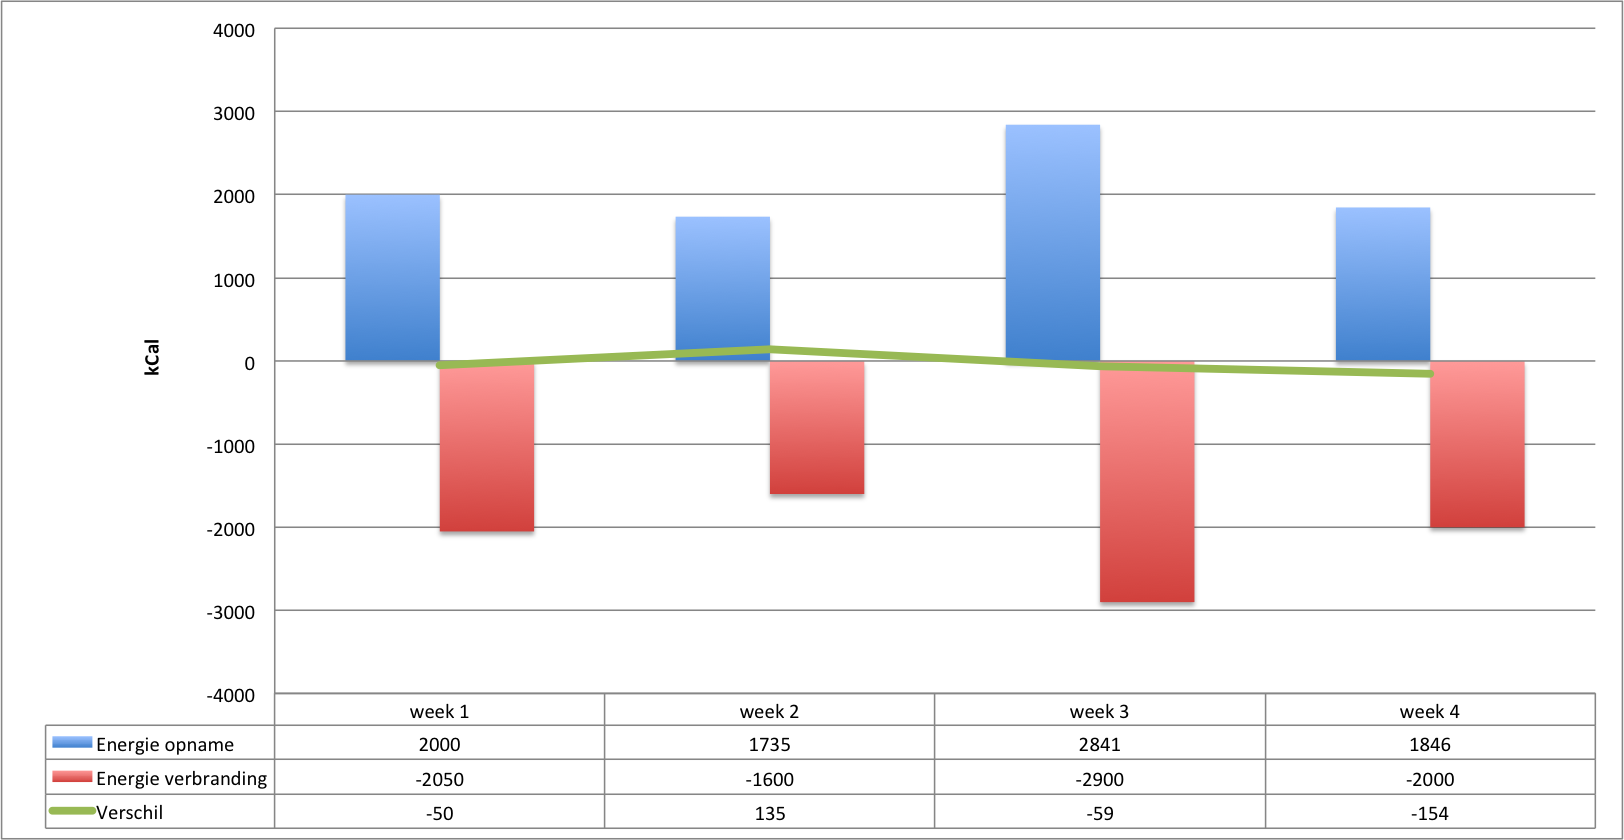 4000
3000
2000
1000
0
-1000
-2000
-3000
-4000
kCal
week 1 week 2 week 3 week 4
Energie opname 2000 1735 2841 1846
Energie verbranding -2050 -1600 -2900 -2000
Verschil -50 135 -59 -154